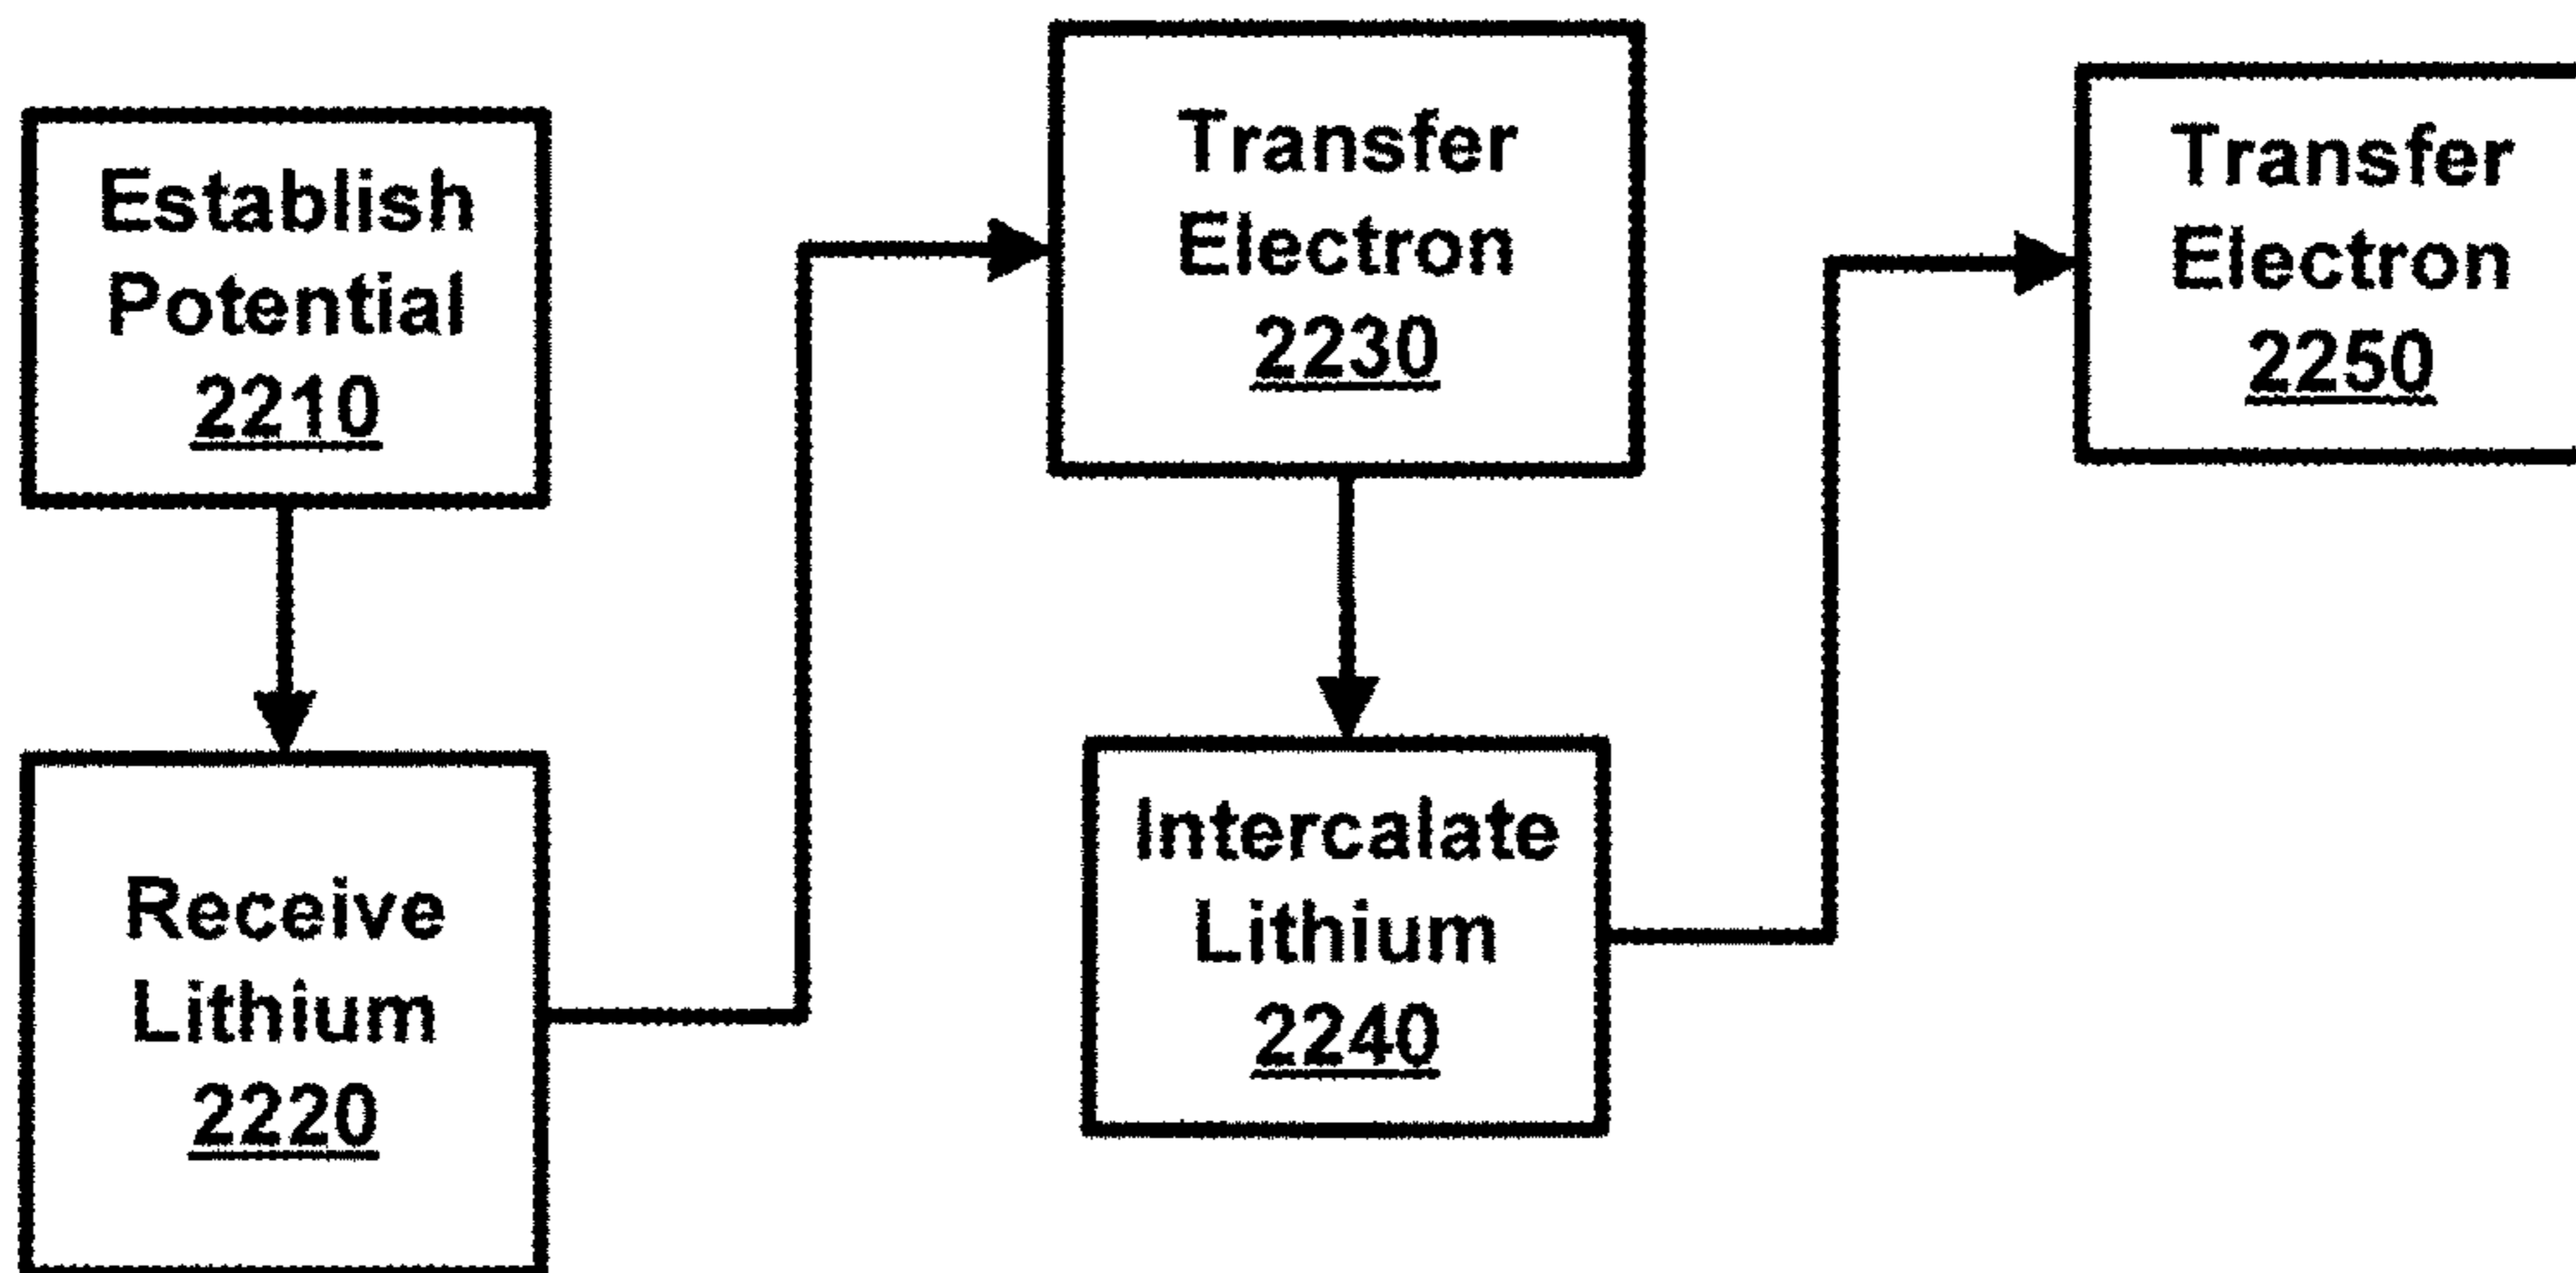 Establish
Potential
2210
Receive
Lithium
2220
Transfer
Electron
2230
Intercalate
Lithium
2240
Transfer
Electron
2250